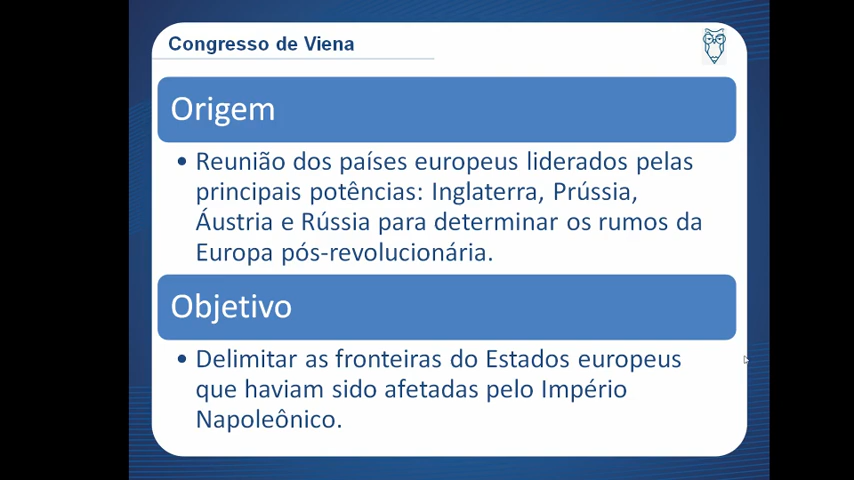 Congresso de Viena
Origem
• Reunião dos países europeus liderados pelas
principais potências: Inglaterra, Prússia,
Áustria e Rússia para determinar os rumos da
Europa pós-revolucionária.
Objetivo
• Delimitar as fronteiras do Estados europeus
que haviam sido afetadas pelo Império
Napoleônico.